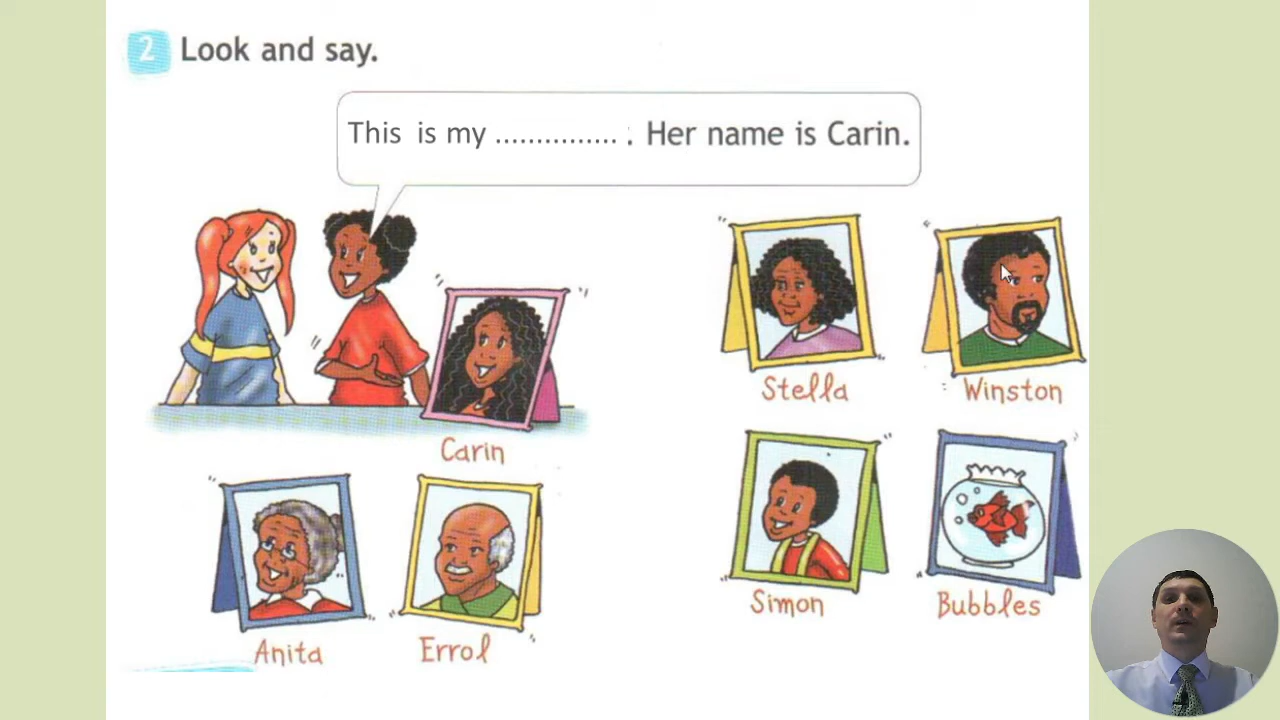 2 Look and say.
This is my ............... . Her name is Carin.
Stella
Winston
Carin
Simon
Bubbles
Anita
Errol